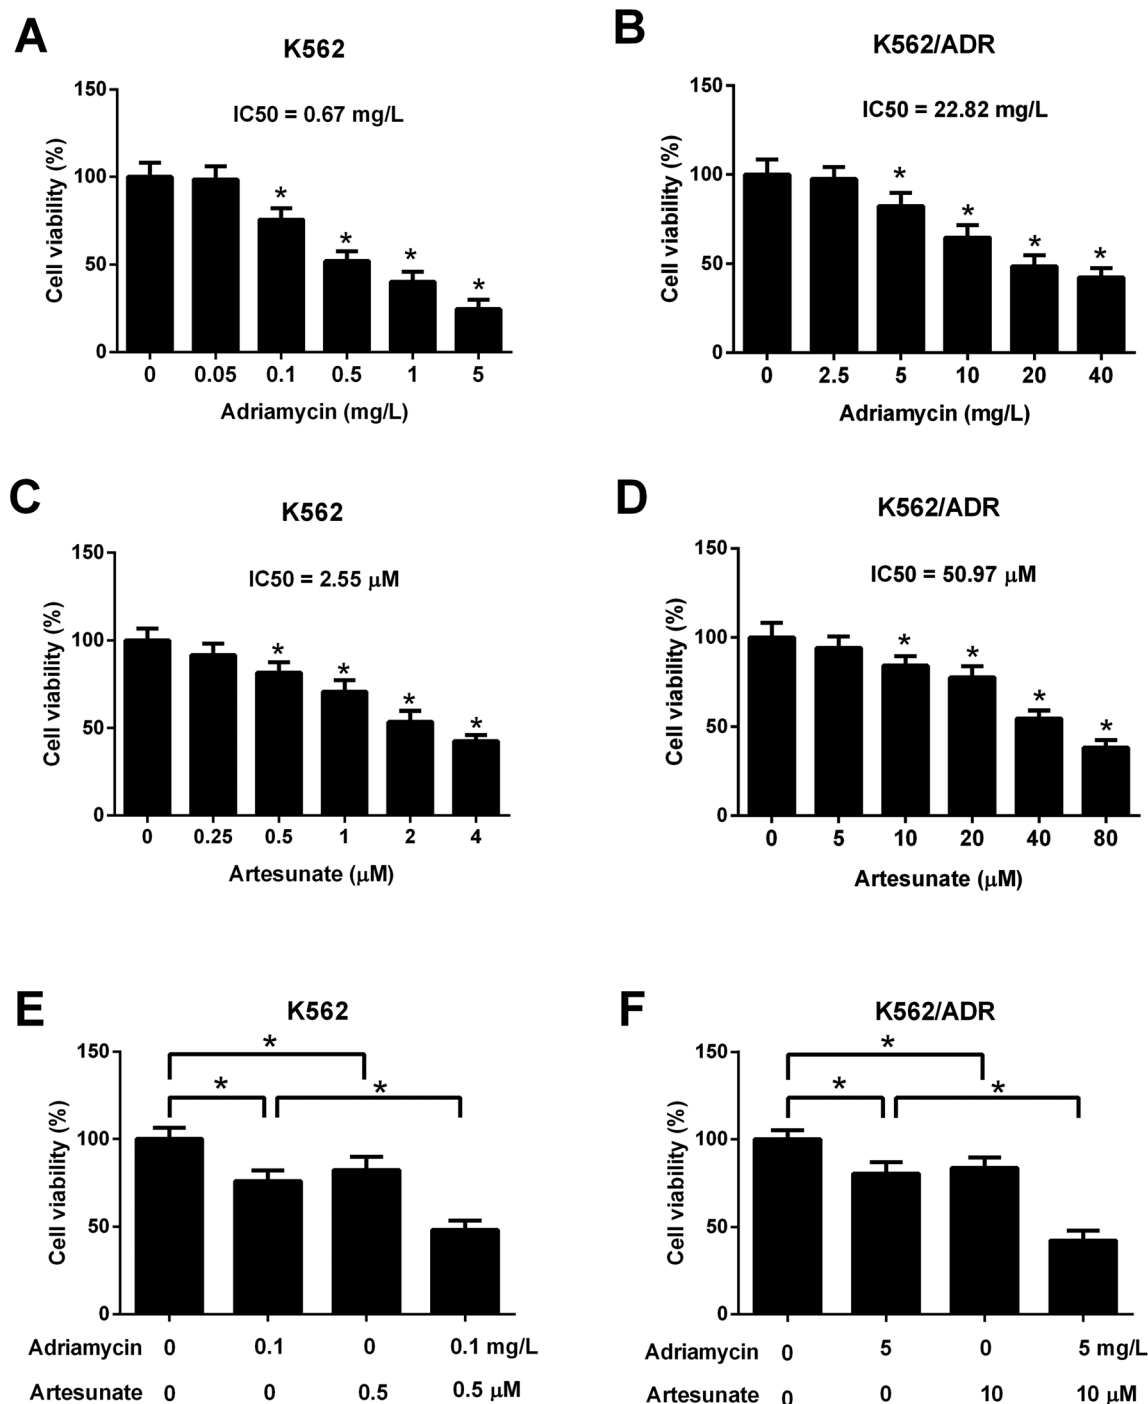 A
K562
IC50 = 0.67 mg/L
Cell viability (%)
150
100
50
0
* * * *
0 0.05 0.1 0.5 1 5
Adriamycin (mg/L)
B
K562/ADR
IC50 = 22.82 mg/L
Cell viability (%)
150
100
50
0
* * * *
0 2.5 5 10 20 40
Adriamycin (mg/L)
C
K562
IC50 = 2.55 μM
Cell viability (%)
150
100
50
0
* * * *
0 0.25 0.5 1 2 4
Artesunate (μM)
D
K562/ADR
IC50 = 50.97 μM
Cell viability (%)
150
100
50
0
* * * *
0 5 10 20 40 80
Artesunate (μM)
E
K562
Cell viability (%)
150
100
50
0
*
* *
Adriamycin 0 0.1 0 0.1 mg/L
Artesunate 0 0 0.5 0.5 μM
F
K562/ADR
Cell viability (%)
150
100
50
0
*
* *
Adriamycin 0 5 0 5 mg/L
Artesunate 0 0 10 10 μM